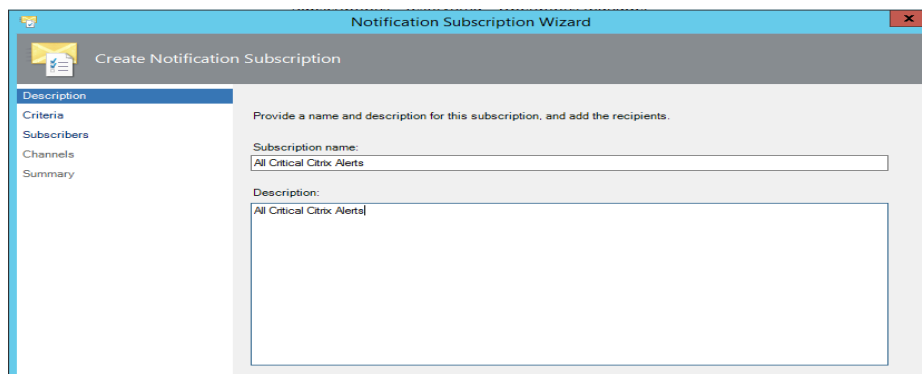 Notification Subscription Wizard
x
Create Notification Subscription
Description
Criteria
Subscribers
Channels
Summary
Provide a name and description for this subscription, and add the recipients.
Subscription name:
All Critical Citrix Alerts
Description:
All Critical Citrix Alerts